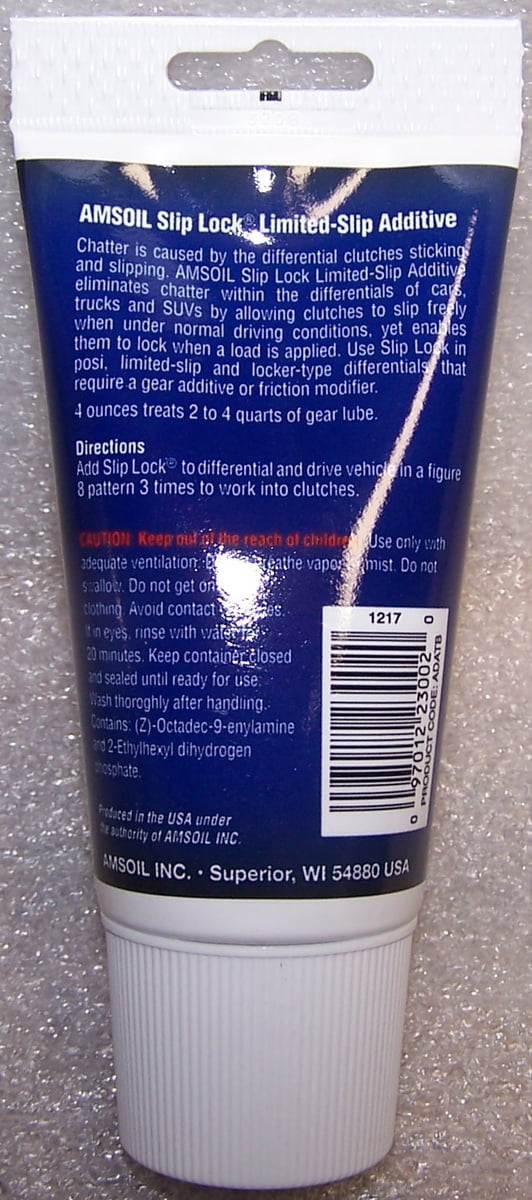 AMSOIL Slip Lock® Limited-Slip Additive
Chatter is caused by the differential clutches sticking
and slipping. AMSOIL Slip Lock Limited-Slip Additive
eliminates chatter within the differentials of cars,
trucks and SUVs by allowing clutches to slip freely
when under normal driving conditions, yet enables
them to lock when a load is applied. Use Slip Lock in
posi, limited-slip and locker-type differentials that
require a gear additive or friction modifier.
4 ounces treats 2 to 4 quarts of gear lube.
Directions
Add Slip Lock® to differential and drive vehicle in a figure
8 pattern 3 times to work into clutches.
CAUTION: Keep out of the reach of children. Use only with
adequate ventilation. breathe vapor mist. Do not
swallow. Do not get on
clothing. Avoid contact
If in eyes, rinse with water
20 minutes. Keep container closed
and sealed until ready for use.
Wash thoroghly after handling.
Contains: (Z)-Octadec-9-enylamine
and 2-Ethylhexyl dihydrogen
phosphate.
Produced in the USA under
the authority of AMSOIL INC.
1217
0 97012 23002 0
PRODUCT CODE: ADATB
AMSOIL INC. · Superior, WI 54880 USA